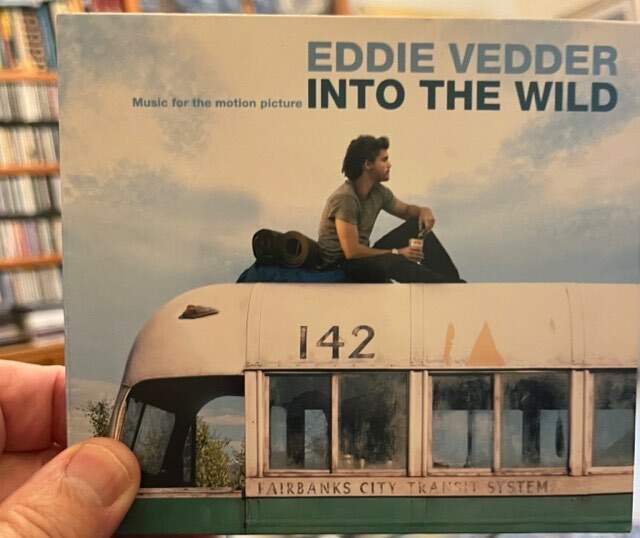 EDDIE VEDDER
Music for the motion picture INTO THE WILD
142
FAIRBANKS CITY TRANSIT SYSTEM